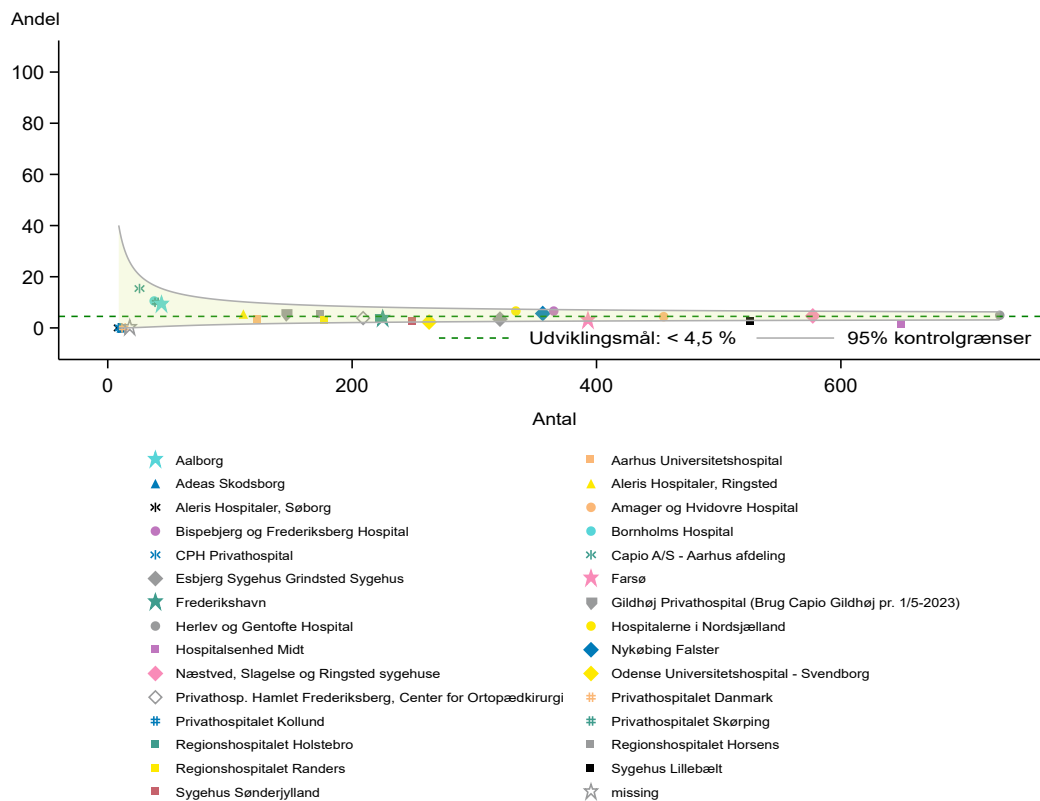 Andel
100
80
60
40
20
0
Udviklingsmål: < 4,5 %
95% kontrolgrænser
0
200
400
600
Antal
Aalborg
Aarhus Universitetshospital
Adeas Skodsborg
Aleris Hospitaler, Ringsted
Aleris Hospitaler, Søborg
Amager og Hvidovre Hospital
Bispebjerg og Frederiksberg Hospital
Bornholms Hospital
CPH Privathospital
Capio A/S - Aarhus afdeling
Esbjerg Sygehus Grindsted Sygehus
Farsø
Frederikshavn
Gildhøj Privathospital (Brug Capio Gildhøj pr. 1/5-2023)
Herlev og Gentofte Hospital
Hospitalerne i Nordsjælland
Hospitalsenhed Midt
Nykøbing Falster
Næstved, Slagelse og Ringsted sygehuse
Odense Universitetshospital - Svendborg
Privathosp. Hamlet Frederiksberg, Center for Ortopædkirurgi
Privathospitalet Danmark
Privathospitalet Kollund
Privathospitalet Skørping
Regionshospitalet Holstebro
Regionshospitalet Horsens
Regionshospitalet Randers
Sygehus Lillebælt
Sygehus Sønderjylland
missing